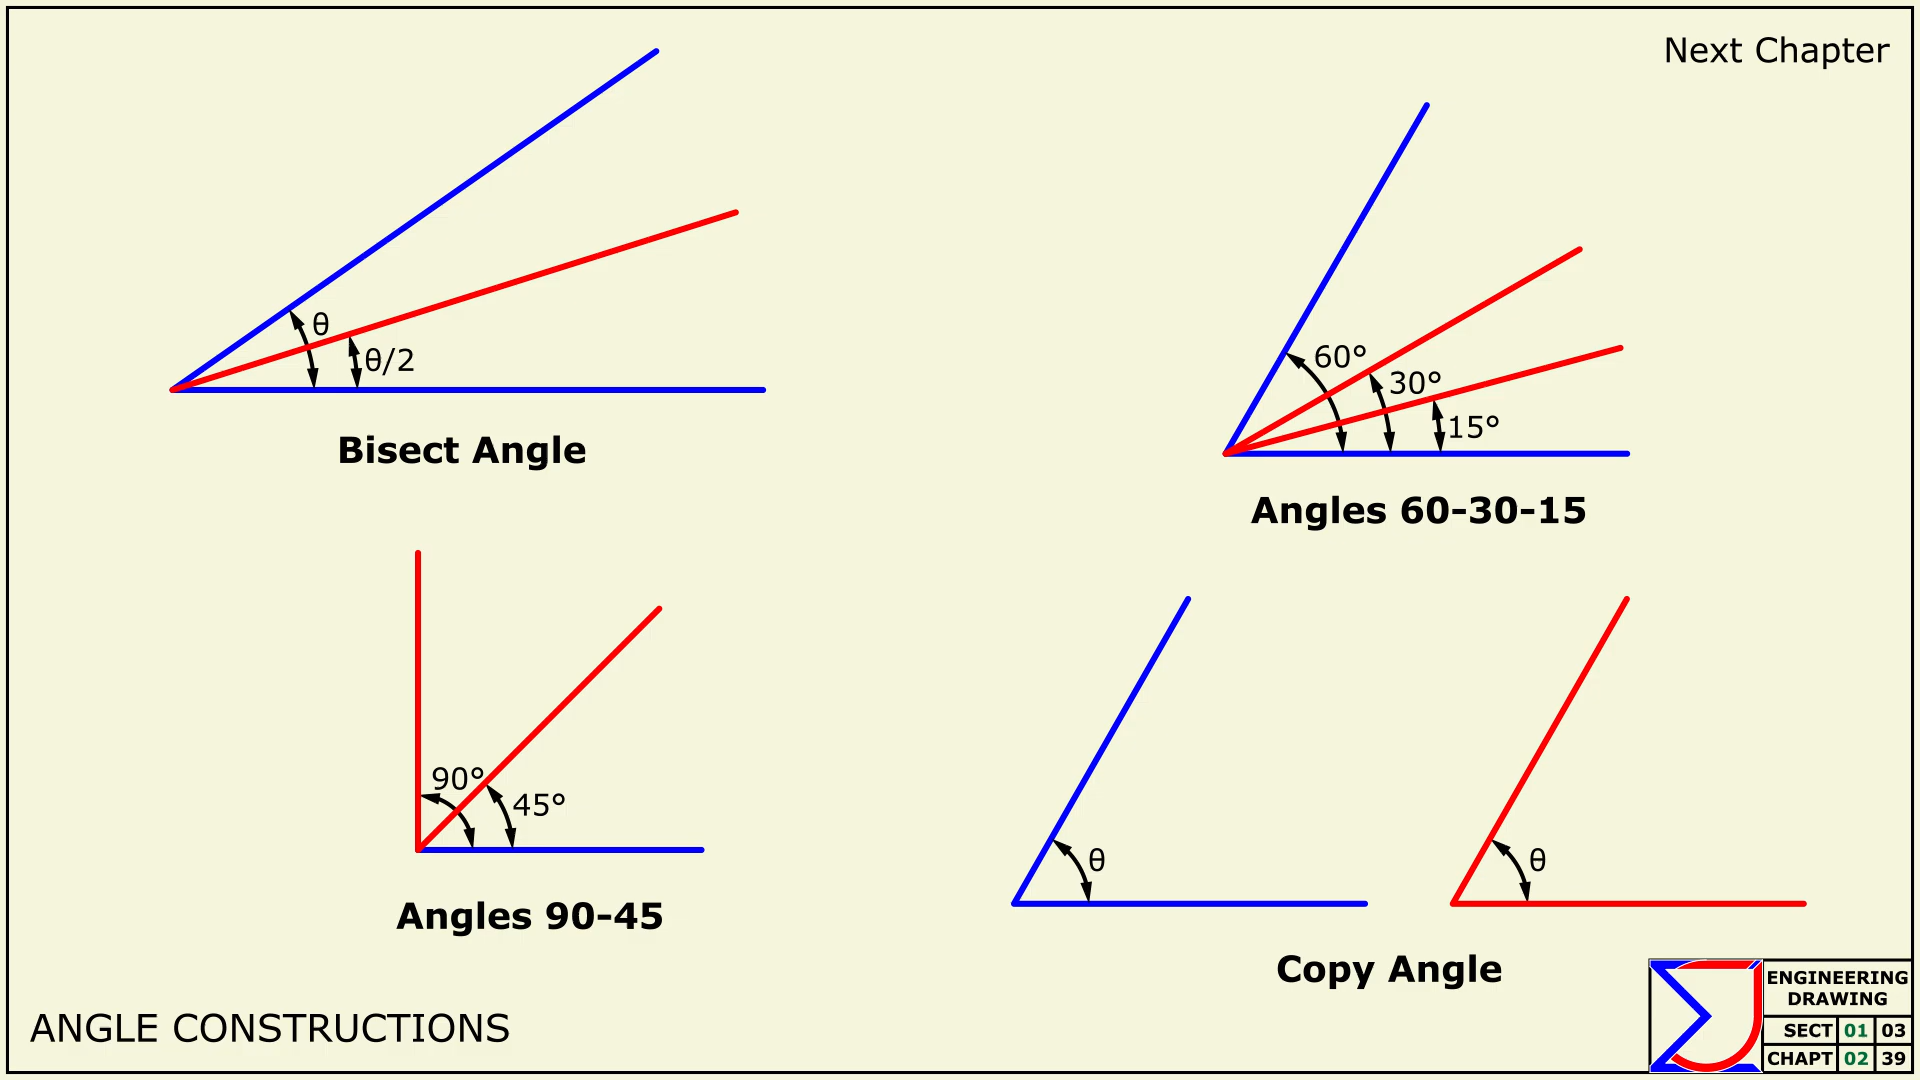 Next Chapter
θ
θ/2
Bisect Angle
60°
30°
15°
Angles 60-30-15
90°
45°
Angles 90-45
θ
θ
Copy Angle
ANGLE CONSTRUCTIONS
ENGINEERING
DRAWING
SECT 01 03
CHAPT 02 39